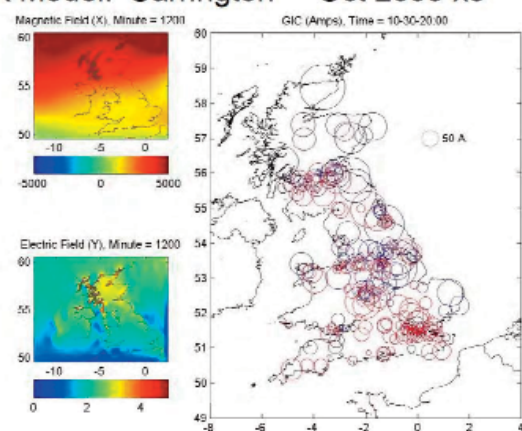 Carrington
Magnetic Field (X), Minute = 1200
60
55
50
-10 -5 0
-5000 0 5000
Electric Field (Y), Minute = 1200
60
55
50
-10 -5 0
0 2 4
GIC (Amps), Time = 10-30-20:00
60
59
58
57
56
55
54
53
52
51
50
49
-8 -6 -4 -2 0 2 4
50 A